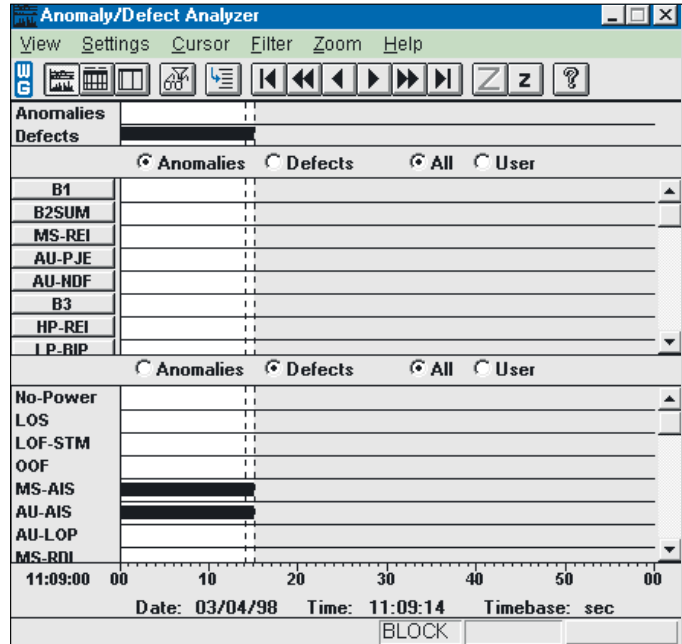 Anomaly/Defect Analyzer
View Settings Cursor Filter Zoom Help
WG Z z ?
Anomalies
Defects
Anomalies Defects All User
B1
B2SUM
MS-REI
AU-PJE
AU-NDF
B3
HP-REI
LP-BIP
Anomalies Defects All User
No-Power
LOS
LOF-STM
OOF
MS-AIS
AU-AIS
AU-LOP
MS-RDI
11:09:00 00 10 20 30 40 50 00
Date: 03/04/98 Time: 11:09:14 Timebase: sec
BLOCK